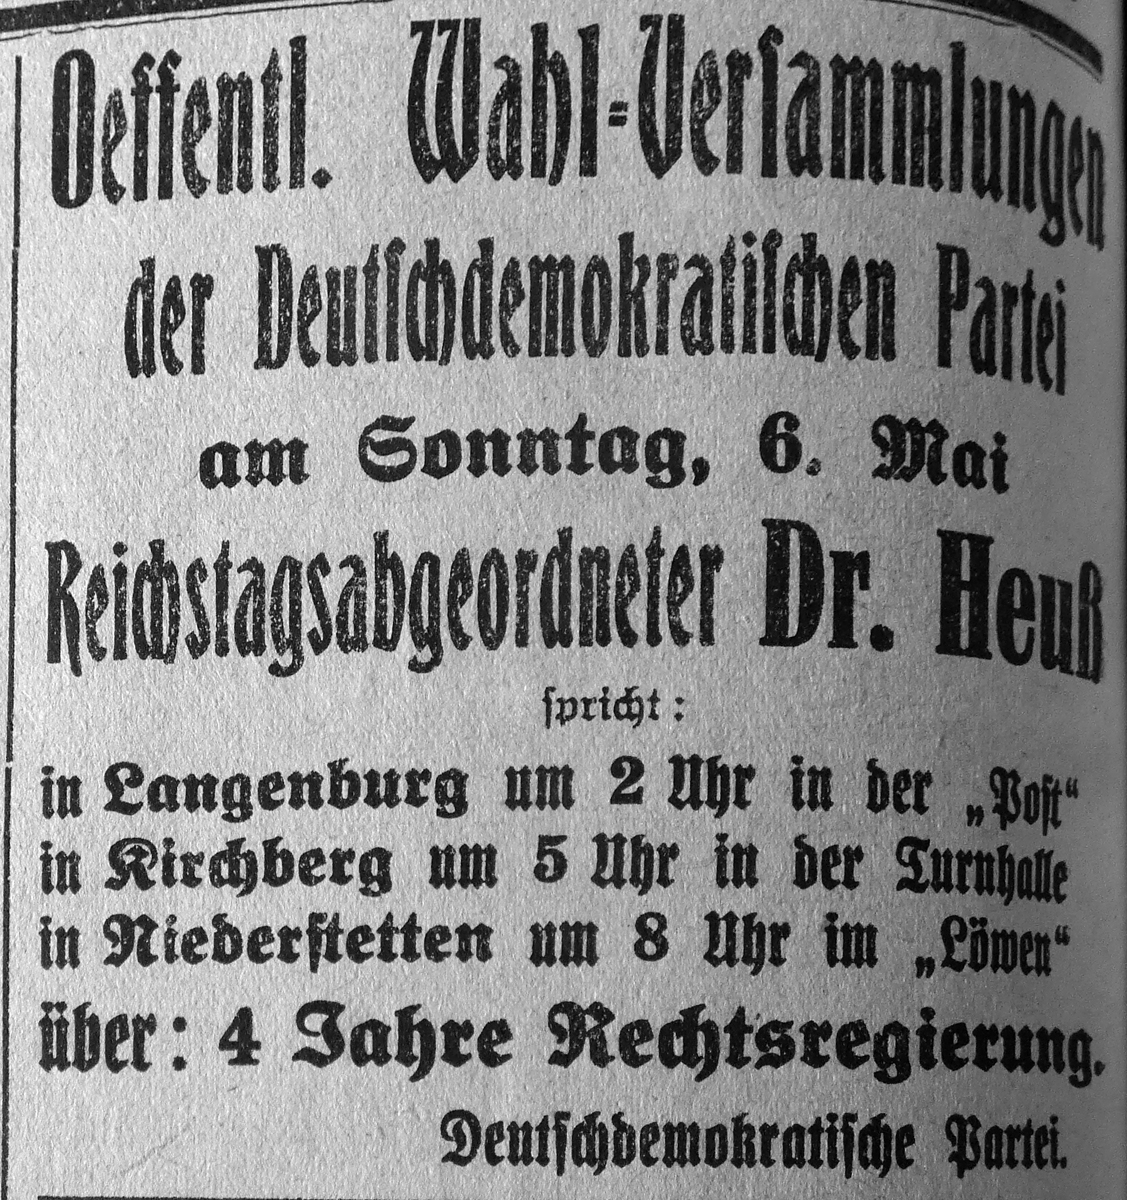 Oeffentl. Wahl=Verſammlungen
der Deutſchdemokratiſchen Partei
am Sonntag, 6. Mai
Reichstagsabgeordneter Dr. Heuß
ſpricht:
in Langenburg um 2 Uhr in der „Poſt“
in Kirchberg um 5 Uhr in der Turnhalle
in Niederſtetten um 8 Uhr im „Löwen“
über: 4 Jahre Rechtsregierung.
Deutſchdemokratiſche Partei.